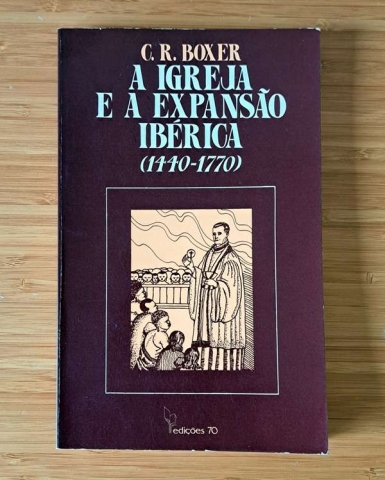 C. R. BOXER
A IGREJA
E A EXPANSÃO
IBÉRICA
(1440-1770)
edições 70